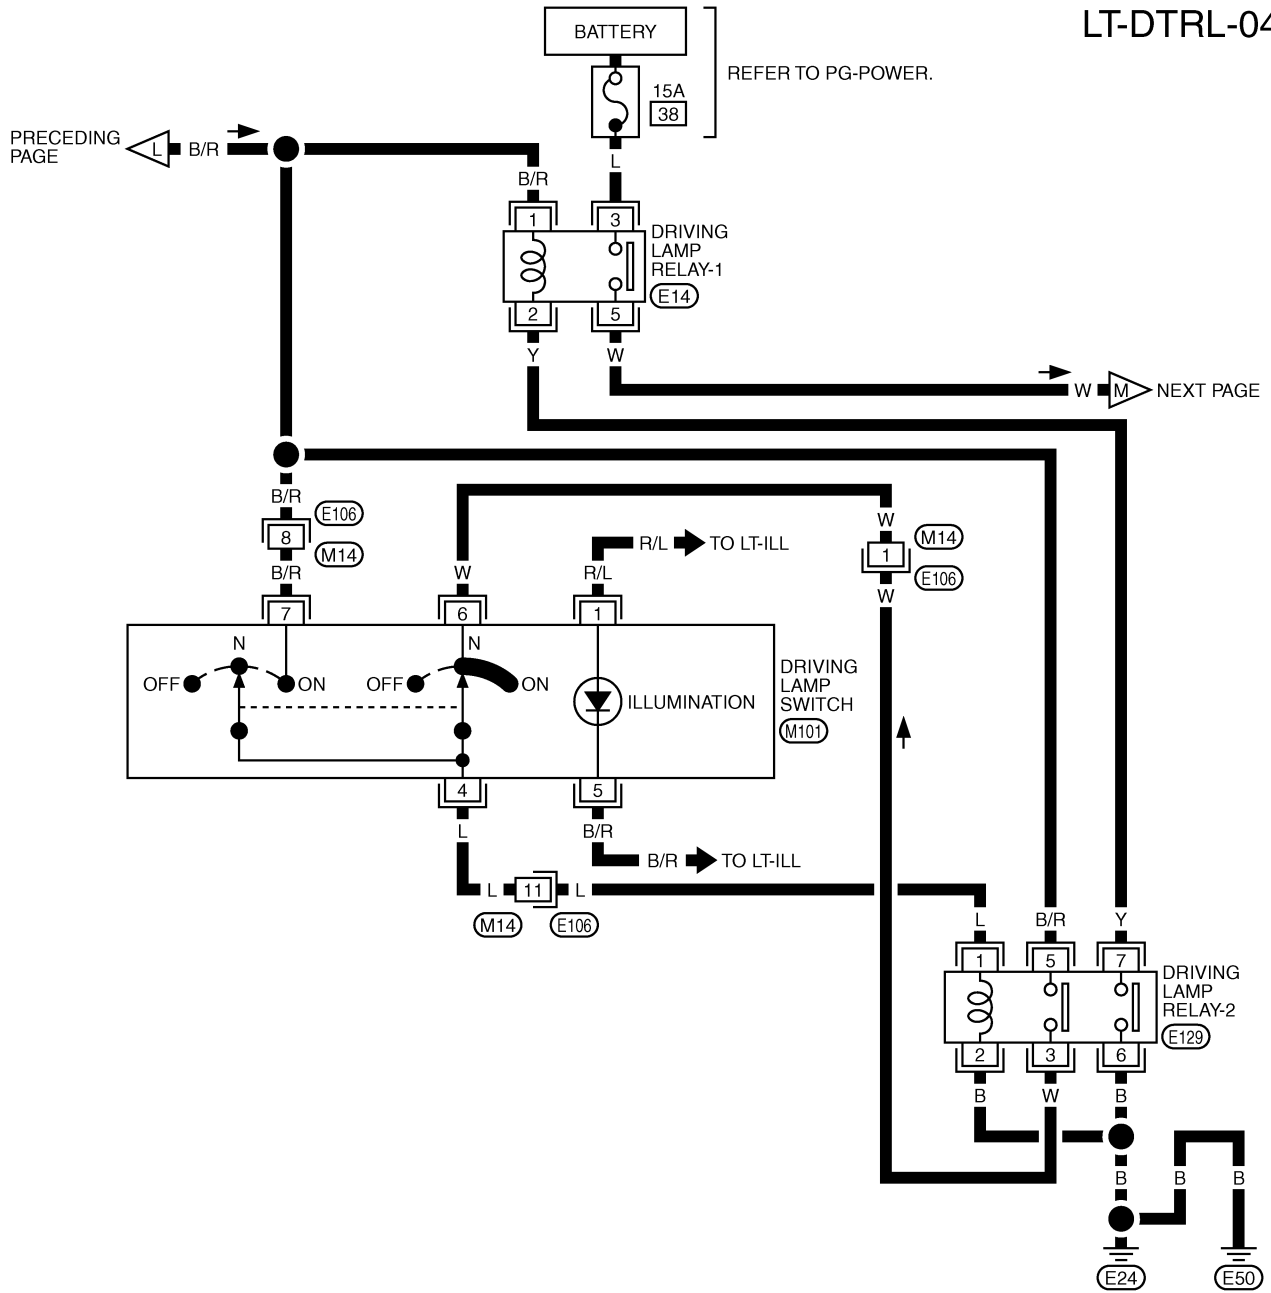 LT-DTRL-04
BATTERY
REFER TO PG-POWER.
15A
38
PRECEDING
PAGE
L
B/R
L
B/R
1
3
DRIVING
LAMP
RELAY-1
E14
2
5
Y
W
W
M
NEXT PAGE
B/R
E106
8
M14
B/R
W
R/L
TO LT-ILL
R/L
W
M14
1
E106
W
7
6
1
N
N
OFF
ON
OFF
ON
ILLUMINATION
DRIVING
LAMP
SWITCH
M101
4
5
L
B/R
B/R
TO LT-ILL
L
11
L
M14
E106
L
B/R
Y
1
5
7
DRIVING
LAMP
RELAY-2
E129
2
3
6
B
W
B
B
B
B
E24
E50